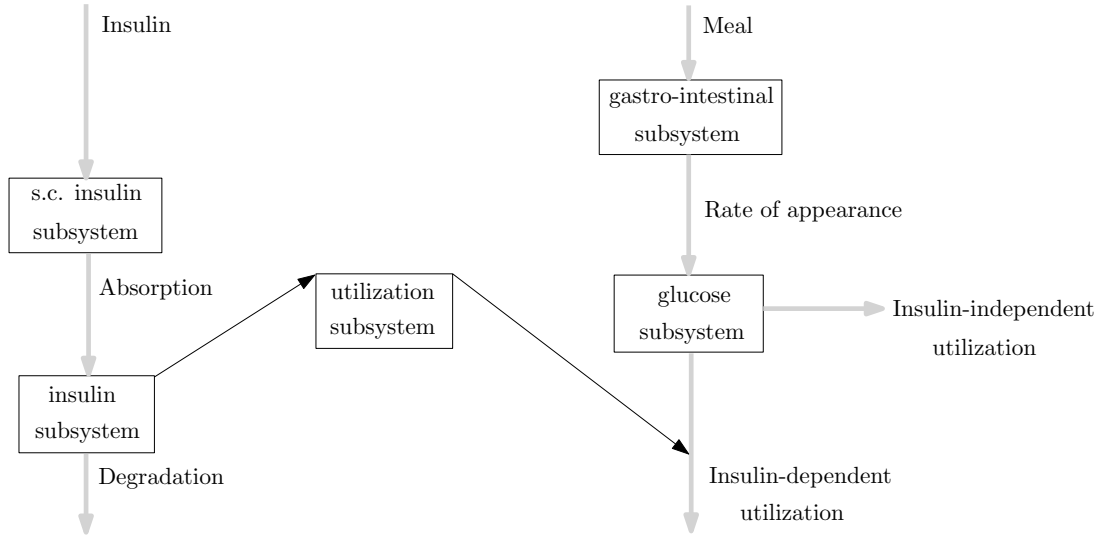 Insulin
s.c. insulin
subsystem
Absorption
insulin
subsystem
Degradation
utilization
subsystem
Meal
gastro-intestinal
subsystem
Rate of appearance
glucose
subsystem
Insulin-independent
utilization
Insulin-dependent
utilization